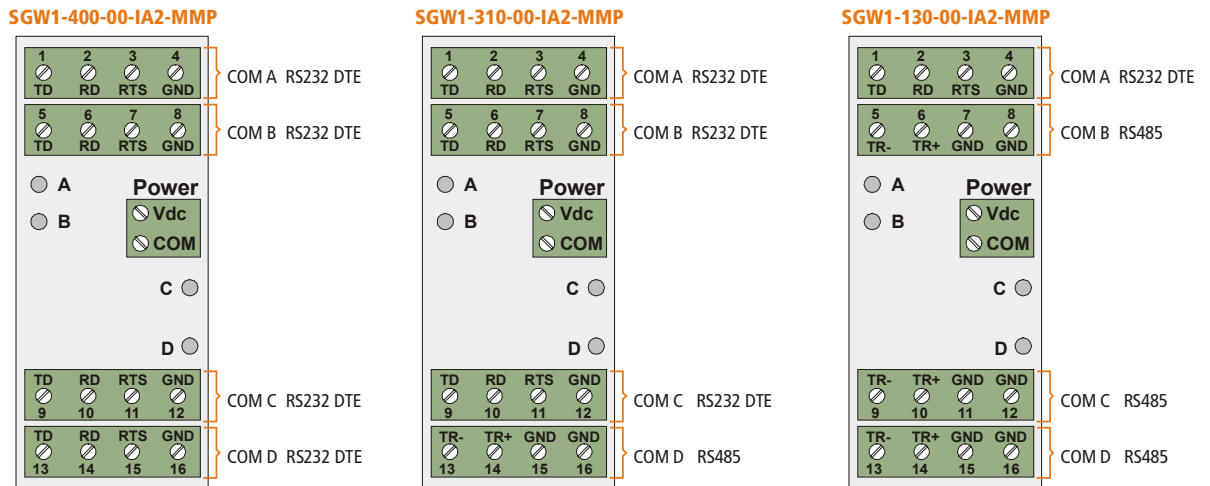 SGW1-400-00-IA2-MMP
1 2 3 4
TD RD RTS GND
COM A RS232 DTE
5 6 7 8
TD RD RTS GND
COM B RS232 DTE
A
B
Power
Vdc
COM
C
D
TD RD RTS GND
9 10 11 12
COM C RS232 DTE
TD RD RTS GND
13 14 15 16
COM D RS232 DTE
SGW1-310-00-IA2-MMP
1 2 3 4
TD RD RTS GND
COM A RS232 DTE
5 6 7 8
TD RD RTS GND
COM B RS232 DTE
A
B
Power
Vdc
COM
C
D
TD RD RTS GND
9 10 11 12
COM C RS232 DTE
TR- TR+ GND GND
13 14 15 16
COM D RS485
SGW1-130-00-IA2-MMP
1 2 3 4
TD RD RTS GND
COM A RS232 DTE
5 6 7 8
TR- TR+ GND GND
COM B RS485
A
B
Power
Vdc
COM
C
D
TR- TR+ GND GND
9 10 11 12
COM C RS485
TR- TR+ GND GND
13 14 15 16
COM D RS485